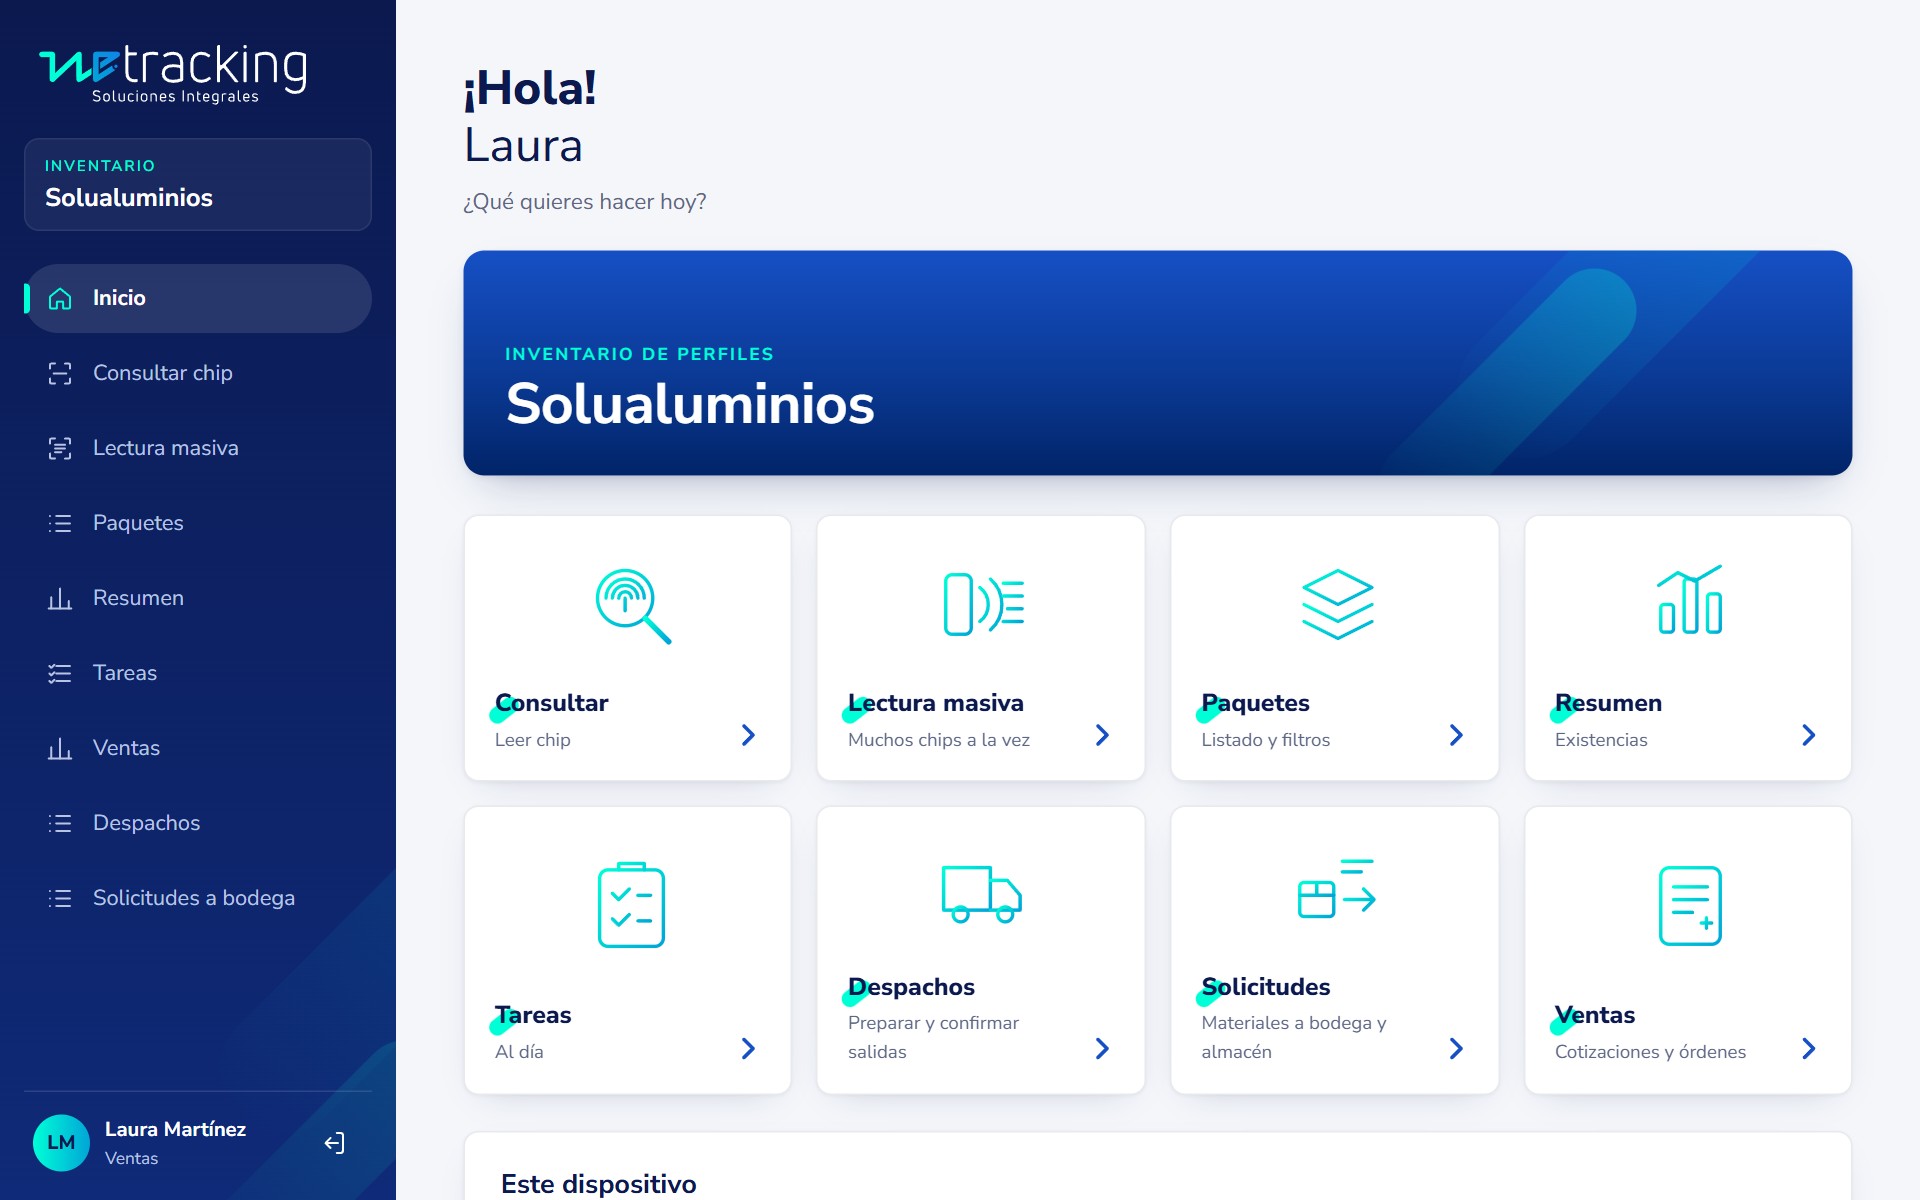 wetracking
Soluciones Integrales
INVENTARIO
Solualuminios
Inicio
Consultar chip
Lectura masiva
Paquetes
Resumen
Tareas
Ventas
Despachos
Solicitudes a bodega
LM
Laura Martínez
Ventas
¡Hola!
Laura
¿Qué quieres hacer hoy?
INVENTARIO DE PERFILES
Solualuminios
Consultar
Leer chip
Lectura masiva
Muchos chips a la vez
Paquetes
Listado y filtros
Resumen
Existencias
Tareas
Al día
Despachos
Preparar y confirmar
salidas
Solicitudes
Materiales a bodega y
almacén
Ventas
Cotizaciones y órdenes
Este dispositivo